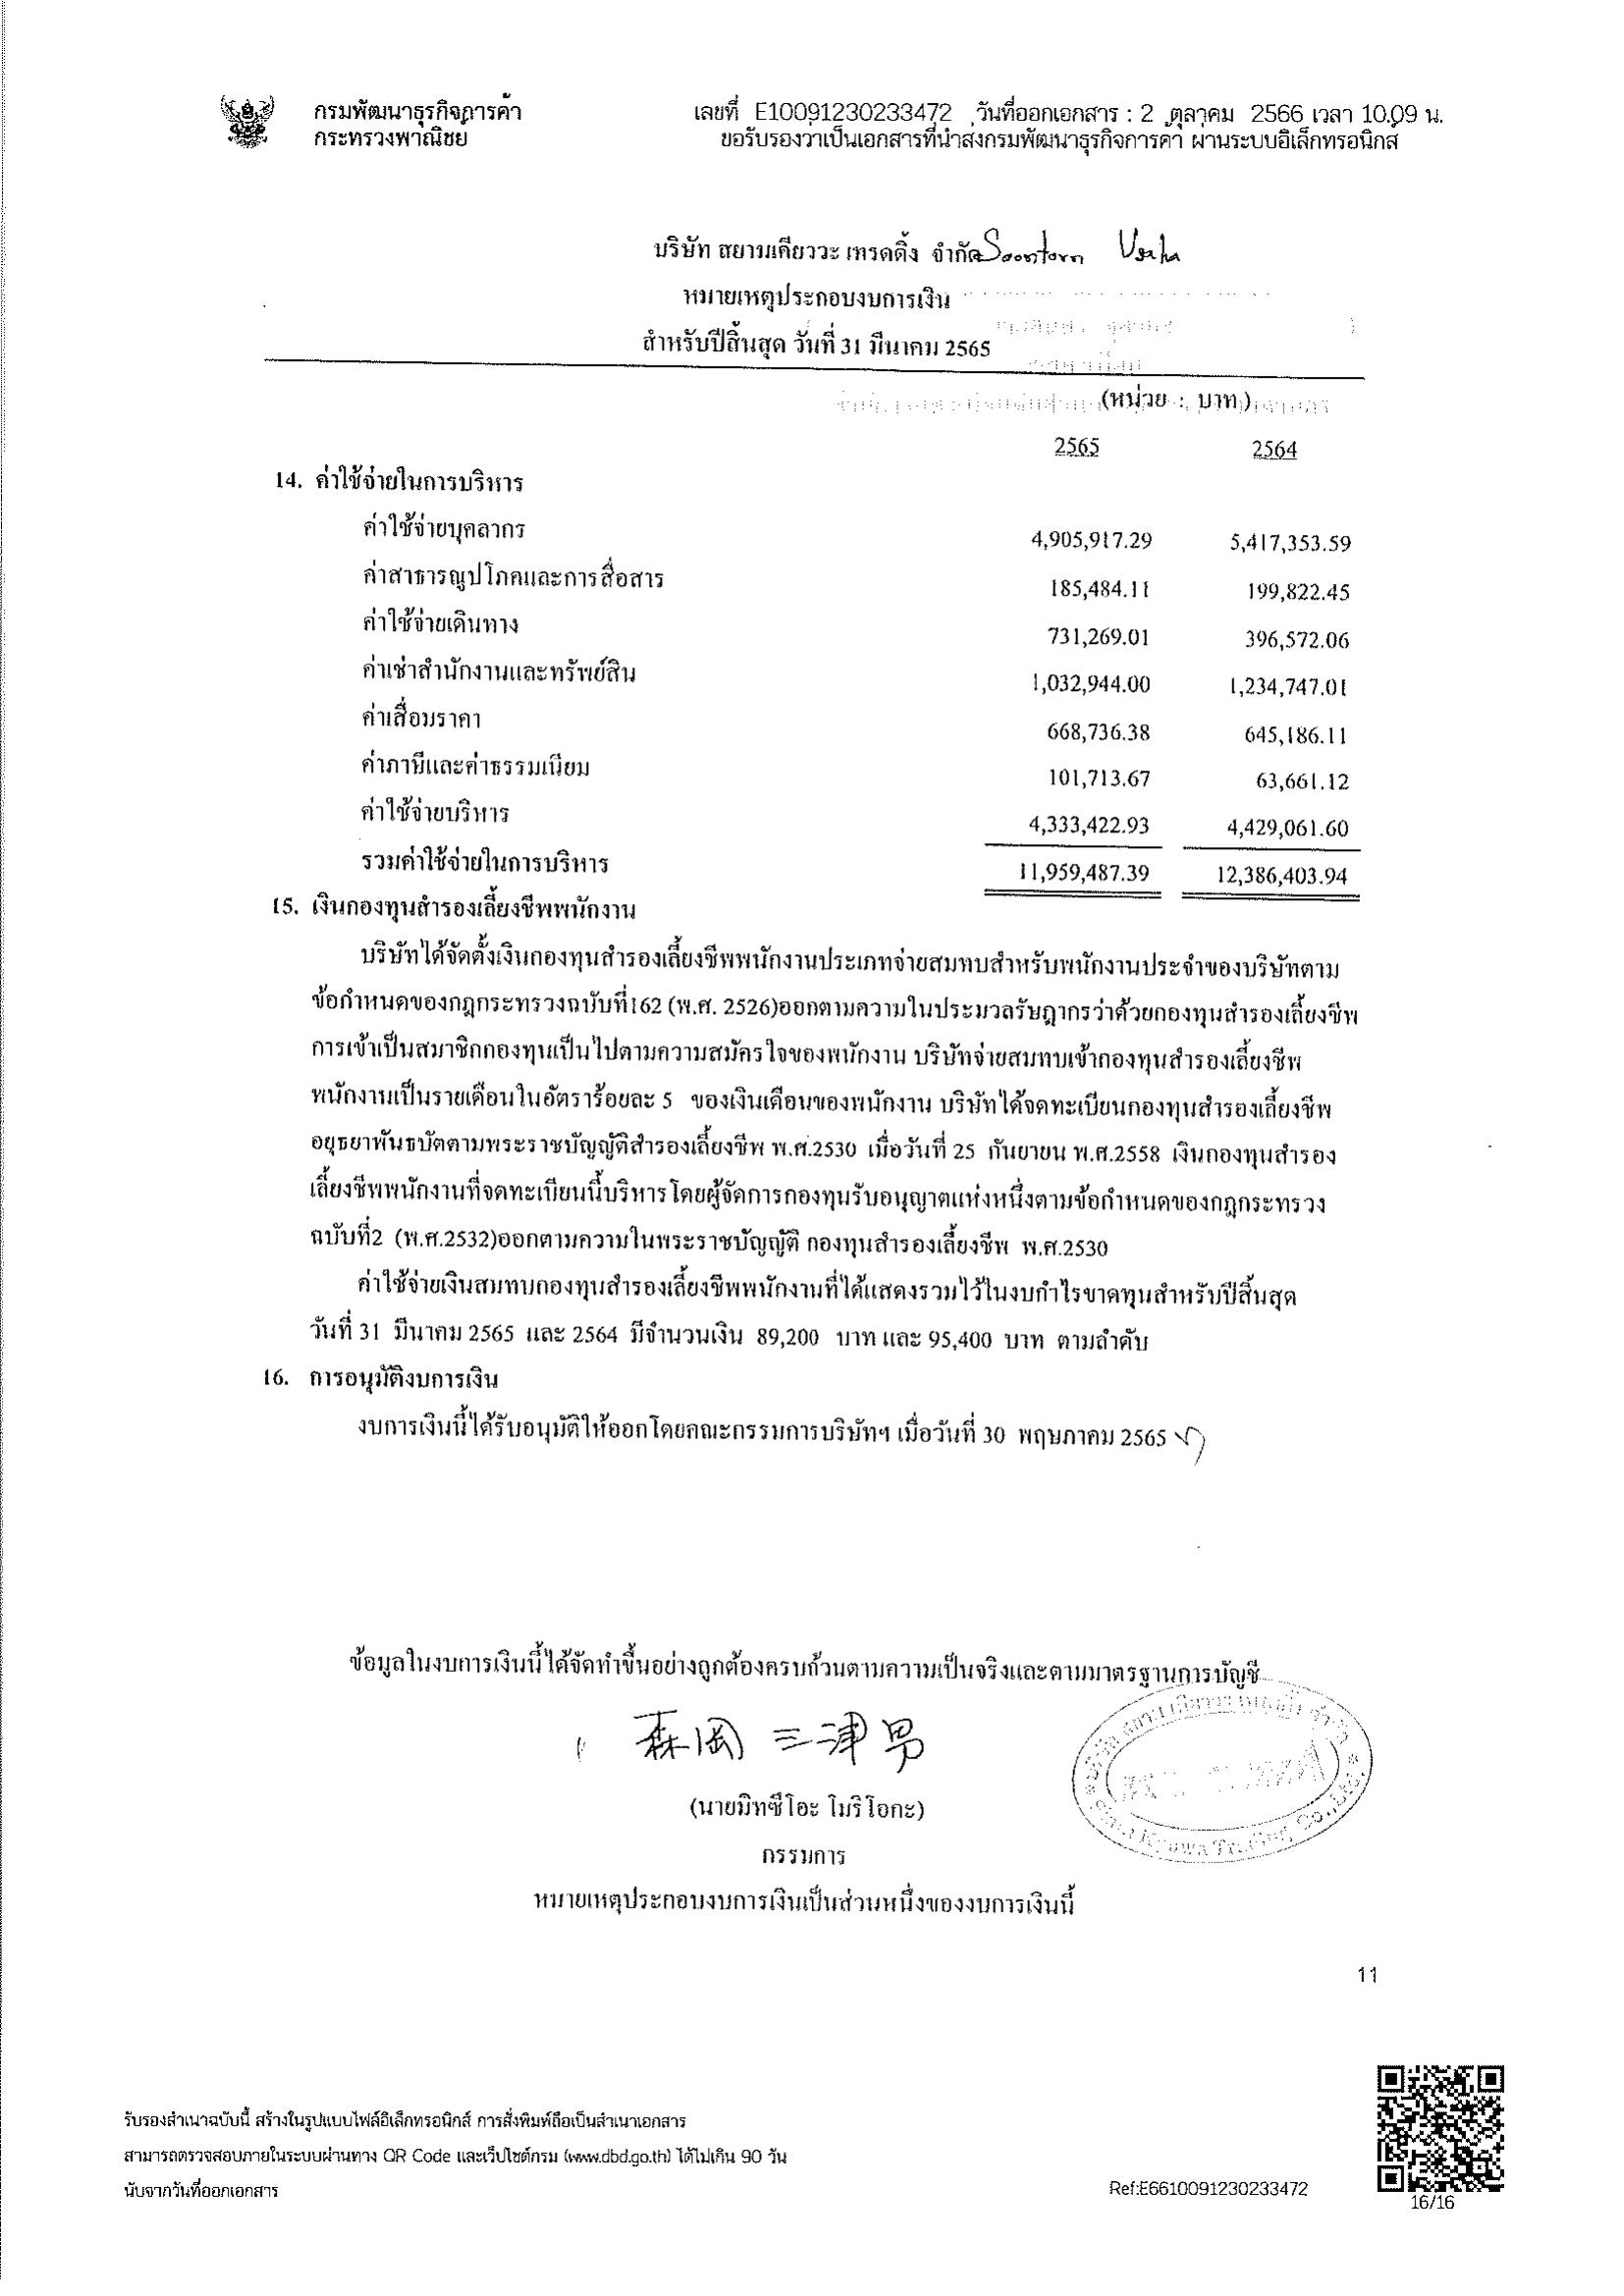 กรมพัฒนาธุรกิจการค้า
กระทรวงพาณิชย์
เลขที่ E10091230233472 วันที่ออกเอกสาร : 2 ตุลาคม 2566 เวลา 10.09 น.
ขอรับรองว่าเป็นเอกสารที่นำส่งกรมพัฒนาธุรกิจการค้า ผ่านระบบอิเล็กทรอนิกส์
บริษัท สยามเคียววะ เทรดดิ้ง จำกัด Soontorn
หมายเหตุประกอบงบการเงิน
สำหรับปีสิ้นสุด วันที่ 31 มีนาคม 2565
(หน่วย : บาท)
2565 2564
14. ค่าใช้จ่ายในการบริหาร
ค่าใช้จ่ายบุคลากร 4,905,917.29 5,417,353.59
ค่าสาธารณูปโภคและการสื่อสาร 185,484.11 199,822.45
ค่าใช้จ่ายเดินทาง 731,269.01 396,572.06
ค่าเช่าสำนักงานและทรัพย์สิน 1,032,944.00 1,234,747.01
ค่าเสื่อมราคา 668,736.38 645,186.11
ค่าภาษีและค่าธรรมเนียม 101,713.67 63,661.12
ค่าใช้จ่ายบริหาร 4,333,422.93 4,429,061.60
รวมค่าใช้จ่ายในการบริหาร 11,959,487.39 12,386,403.94
15. เงินกองทุนสำรองเลี้ยงชีพพนักงาน
บริษัทได้จัดตั้งเงินกองทุนสำรองเลี้ยงชีพพนักงานประเภทจ่ายสมทบสำหรับพนักงานประจำของบริษัทตาม
ข้อกำหนดของกฎกระทรวงฉบับที่162 (พ.ศ. 2526)ออกตามความในประมวลรัษฎากรว่าด้วยกองทุนสำรองเลี้ยงชีพ
การเข้าเป็นสมาชิกกองทุนเป็นไปตามความสมัครใจของพนักงาน บริษัทจ่ายสมทบเข้ากองทุนสำรองเลี้ยงชีพ
พนักงานเป็นรายเดือนในอัตราร้อยละ 5 ของเงินเดือนของพนักงาน บริษัทได้จดทะเบียนกองทุนสำรองเลี้ยงชีพ
อยุธยาพันธบัตตามพระราชบัญญัติสำรองเลี้ยงชีพ พ.ศ.2530 เมื่อวันที่ 25 กันยายน พ.ศ.2558 เงินกองทุนสำรอง
เลี้ยงชีพพนักงานที่จดทะเบียนนี้บริหารโดยผู้จัดการกองทุนรับอนุญาตแห่งหนึ่งตามข้อกำหนดของกฎกระทรวง
ฉบับที่2 (พ.ศ.2532)ออกตามความในพระราชบัญญัติ กองทุนสำรองเลี้ยงชีพ พ.ศ.2530
ค่าใช้จ่ายเงินสมทบกองทุนสำรองเลี้ยงชีพพนักงานที่ได้แสดงรวมไว้ในงบกำไรขาดทุนสำหรับปีสิ้นสุด
วันที่ 31 มีนาคม 2565 และ 2564 มีจำนวนเงิน 89,200 บาท และ 95,400 บาท ตามลำดับ
16. การอนุมัติงบการเงิน
งบการเงินนี้ได้รับอนุมัติให้ออกโดยคณะกรรมการบริษัทฯ เมื่อวันที่ 30 พฤษภาคม 2565
ข้อมูลในงบการเงินนี้ได้จัดทำขึ้นอย่างถูกต้องครบถ้วนตามความเป็นจริงและตามมาตรฐานการบัญชี
森岡 三津男
(นายมิทซึโอะ โมริโอกะ)
กรรมการ
หมายเหตุประกอบงบการเงินเป็นส่วนหนึ่งของงบการเงินนี้
11
รับรองสำเนาฉบับนี้ สร้างในรูปแบบไฟล์อิเล็กทรอนิกส์ การสั่งพิมพ์ถือเป็นสำเนาเอกสาร
สามารถตรวจสอบภายในระบบผ่านทาง QR Code และเว็บไซต์กรม (www.dbd.go.th) ได้ไม่เกิน 90 วัน
นับจากวันที่ออกเอกสาร
Ref:E6610091230233472
16/16